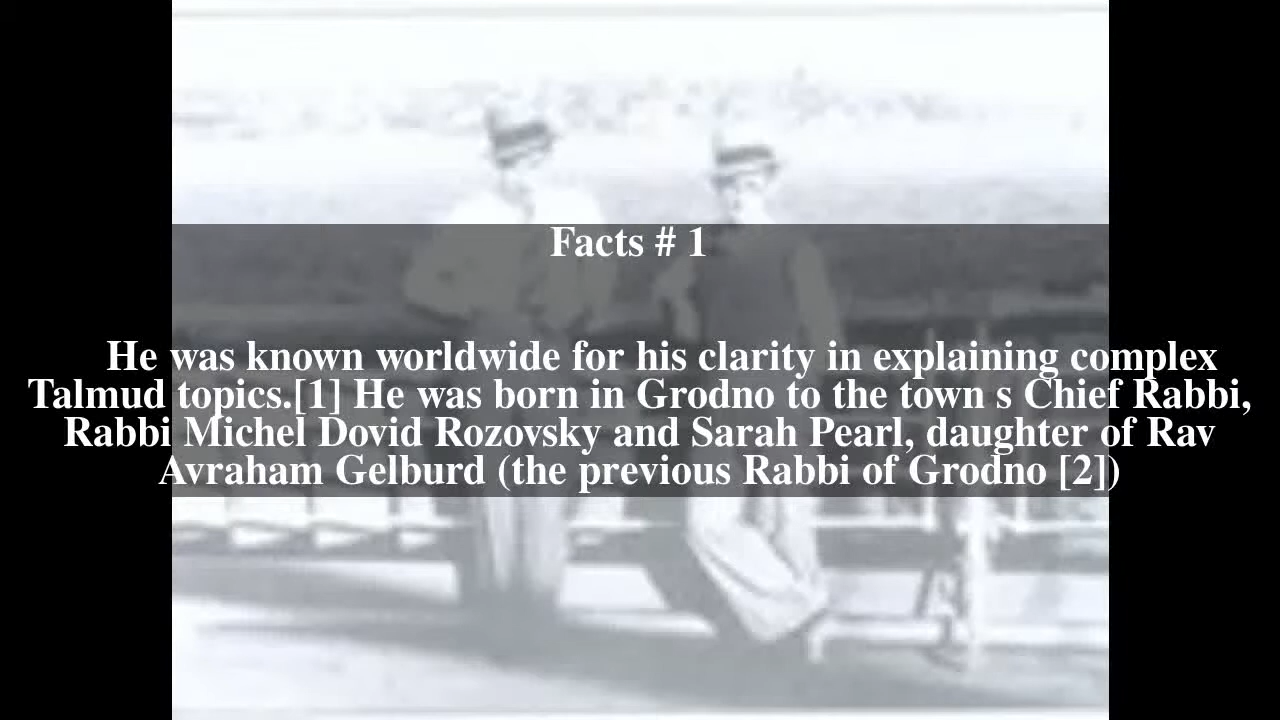 Facts # 1
He was known worldwide for his clarity in explaining complex
Talmud topics.[1] He was born in Grodno to the town s Chief Rabbi,
Rabbi Michel Dovid Rozovsky and Sarah Pearl, daughter of Rav
Avraham Gelburd (the previous Rabbi of Grodno [2])